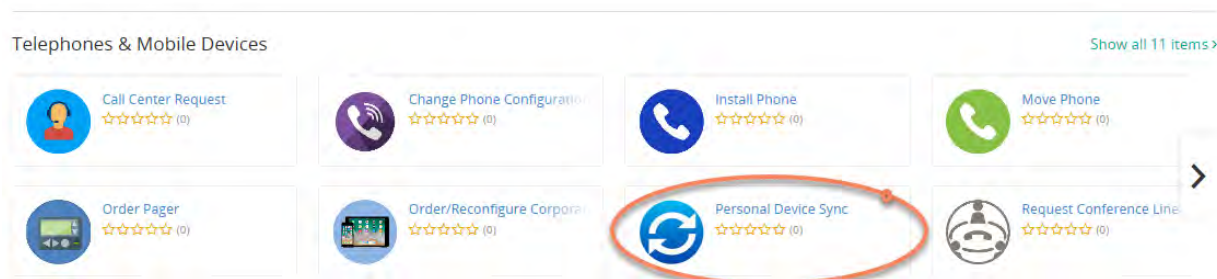 Telephones & Mobile Devices
Show all 11 items >
Call Center Request
(0)
Change Phone Configuration
(0)
Install Phone
(0)
Move Phone
(0)
Order Pager
(0)
Order/Reconfigure Corpora
(0)
Personal Device Sync
(0)
Request Conference Line
(0)